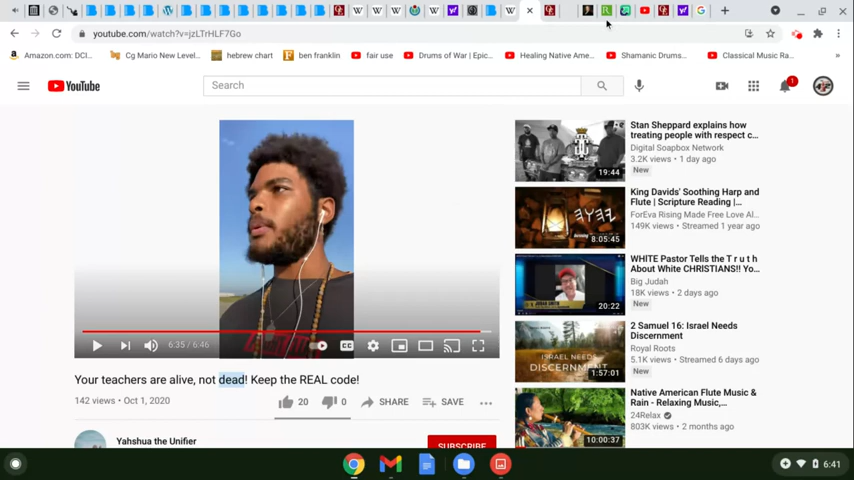 youtube.com/watch?v=jzLTrHLF7Go
Amazon.com: DCI...
Cg Mario New Level...
hebrew chart
ben franklin
fair use
Drums of War | Epic...
Healing Native Ame...
Shamanic Drums...
Classical Music Ra...
»
YouTube
Search
1
Stan Sheppard explains how
treating people with respect c...
Digital Soapbox Network
3.2K views • 1 day ago
New
19:44
King Davids' Soothing Harp and
Flute | Scripture Reading |...
ForEva Rising Made Free Love Al...
149K views • Streamed 1 year ago
8:05:45
WHITE Pastor Tells the T r u t h
About White CHRISTIANS!! Yo...
Big Judah
18K views • 2 days ago
New
20:22
2 Samuel 16: Israel Needs
Discernment
Royal Roots
5.1K views • Streamed 6 days ago
New
ISRAEL NEEDS
DISCERNMENT
1:57:01
Native American Flute Music &
Rain - Relaxing Music,...
24Relax
803K views • 2 months ago
10:00:37
6:35 / 6:46
CC
Your teachers are alive, not dead! Keep the REAL code!
142 views • Oct 1, 2020
20
0
SHARE
SAVE
Yahshua the Unifier
SUBSCRIBE
6:41